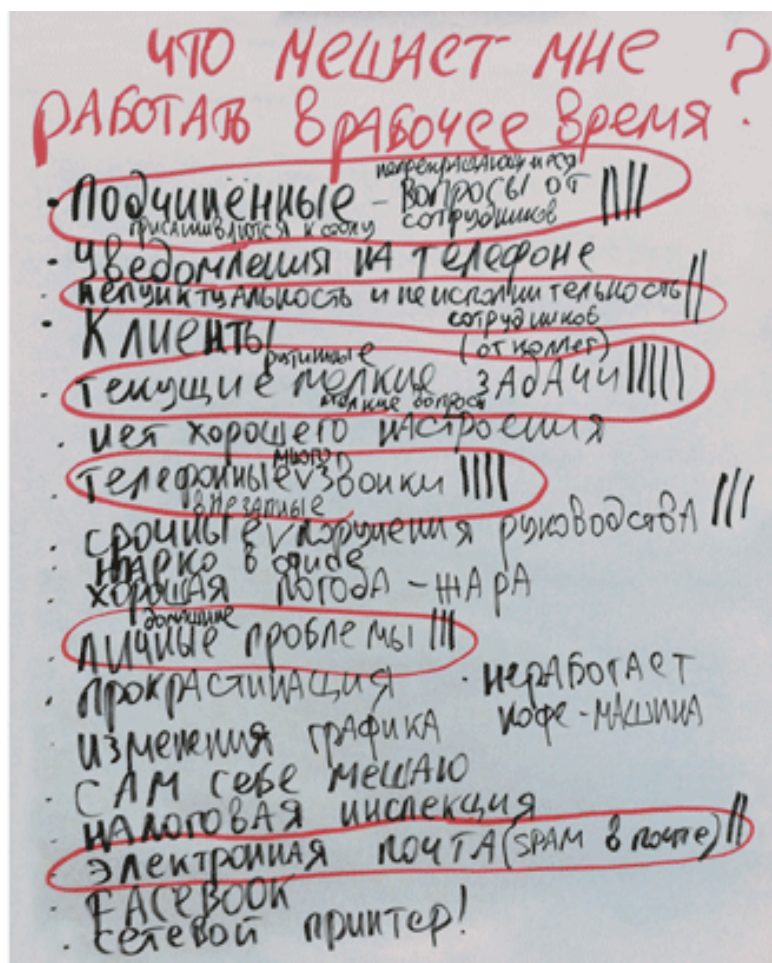 ЧТО МЕШАЕТ МНЕ
РАБОТАТЬ В РАБОЧЕЕ ВРЕМЯ ?
непрекращающиеся
• Подчинённые – вопросы от
сотрудников ||||
к столу
• Уведомления на телефоне
• непунктуальность и неисполнительность ||
сотрудников
• Клиенты
рутинные (от коллег)
• текущие мелкие задачи |||||
мелкие вопросы
• нет хорошего настроения
много
• телефонные v звонки ||||
внезапные
• срочные v поручения руководства |||
• жарко в офисе
• хорошая погода – жара
домашние
• личные проблемы |||
• прокрастинация
• не работает
кофе-машина
• изменения графика
• сам себе мешаю
• налоговая инспекция
• электронная почта (SPAM в почте) ||
• FACEBOOK
• сетевой принтер!